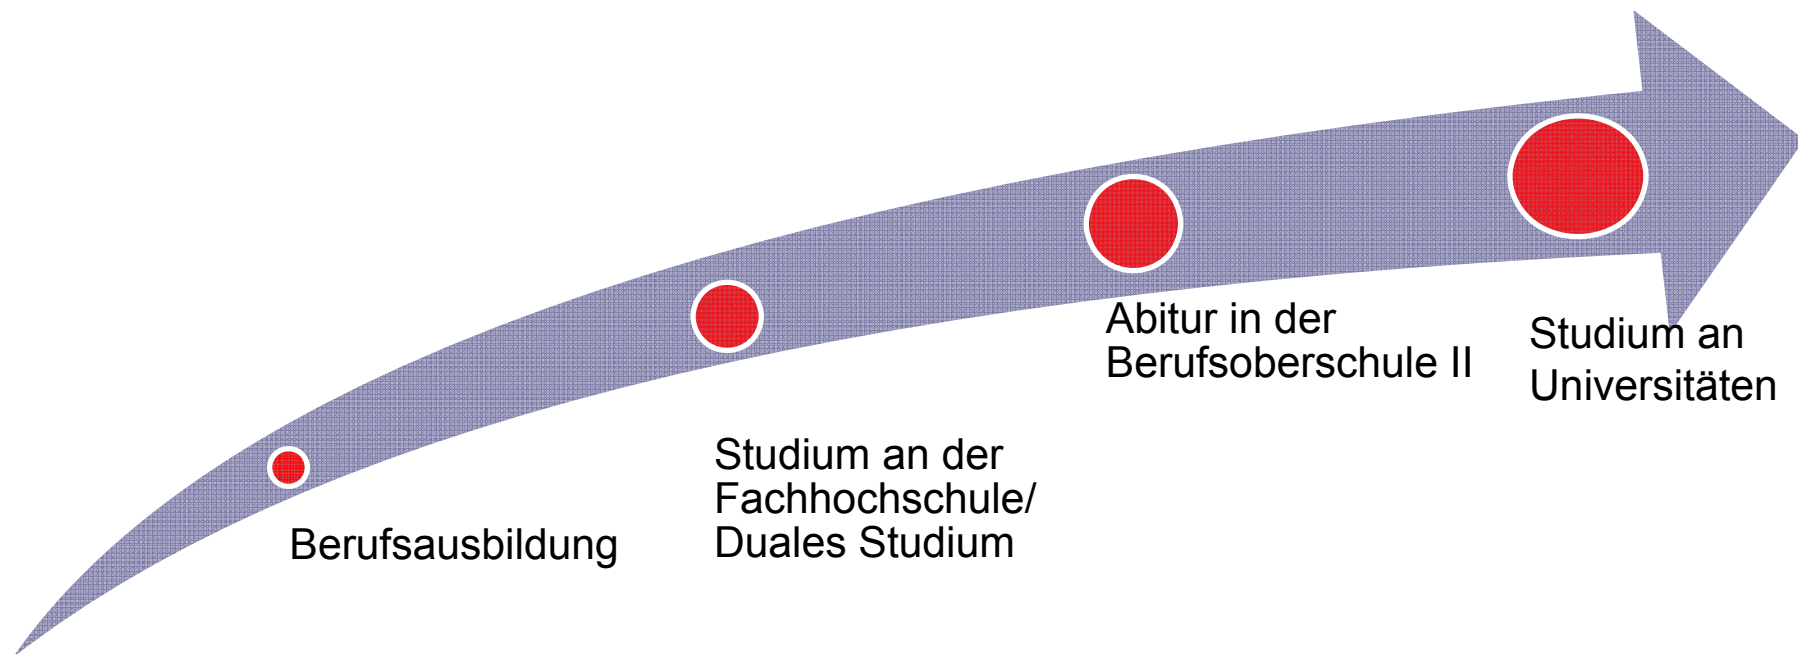 Berufsausbildung
Studium an der
Fachhochschule/
Duales Studium
Abitur in der
Berufsoberschule II
Studium an
Universitäten